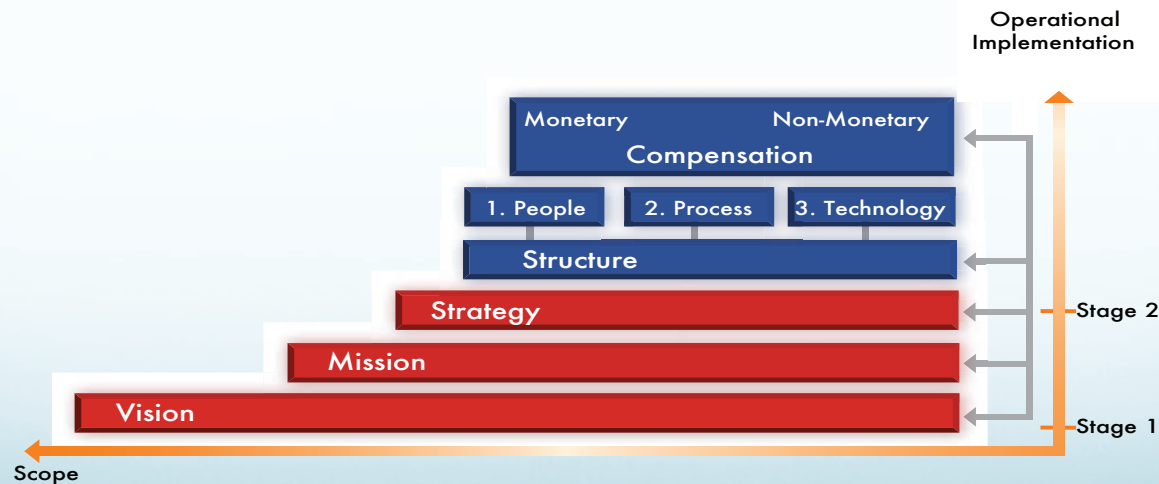 Operational
Implementation
Monetary Non-Monetary
Compensation
1. People 2. Process 3. Technology
Structure
Strategy
Stage 2
Mission
Vision
Stage 1
Scope